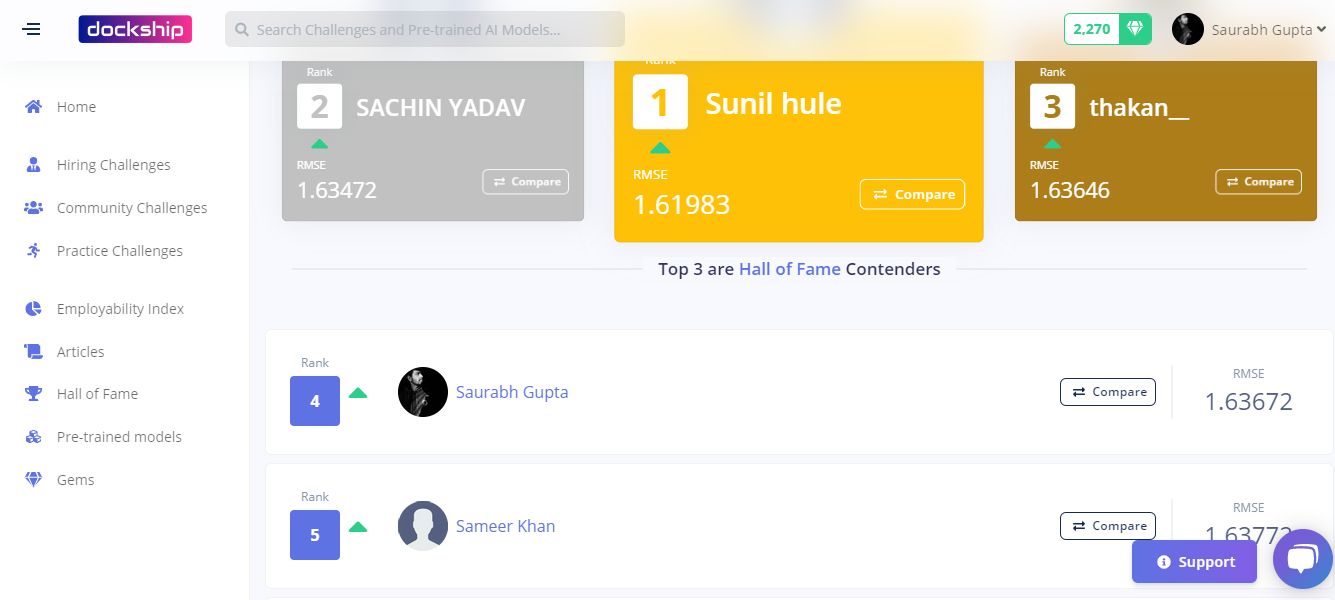 dockship
Search Challenges and Pre-trained AI Models...
2,270
Saurabh Gupta
Home
Hiring Challenges
Community Challenges
Practice Challenges
Employability Index
Articles
Hall of Fame
Pre-trained models
Gems
Rank
2 SACHIN YADAV
RMSE
1.63472
Compare
Rank
1 Sunil hule
RMSE
1.61983
Compare
Rank
3 thakan__
RMSE
1.63646
Compare
Top 3 are Hall of Fame Contenders
Rank
4
Saurabh Gupta
Compare
RMSE
1.63672
Rank
5
Sameer Khan
Compare
RMSE
1.63773
Support